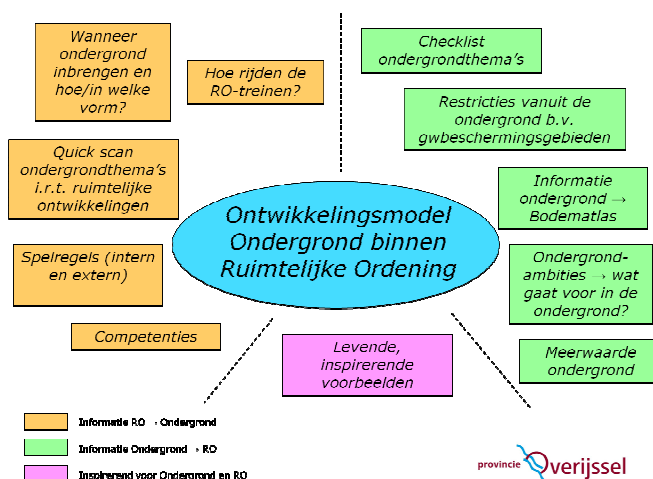 Wanneer
ondergrond
inbrengen en
hoe/in welke
vorm?
Hoe rijden de
RO-treinen?
Checklist
ondergrondthema's
Restricties vanuit de
ondergrond b.v.
gwbeschermingsgebieden
Quick scan
ondergrondthema's
i.r.t. ruimtelijke
ontwikkelingen
Informatie
ondergrond →
Bodematlas
Ontwikkelingsmodel
Ondergrond binnen
Ruimtelijke Ordening
Spelregels (intern
en extern)
Ondergrond-
ambities → wat
gaat voor in de
ondergrond?
Competenties
Levende,
inspirerende
voorbeelden
Meerwaarde
ondergrond
Informatie RO → Ondergrond
Informatie Ondergrond → RO
Inspirerend voor Ondergrond en RO
provincie Overijssel